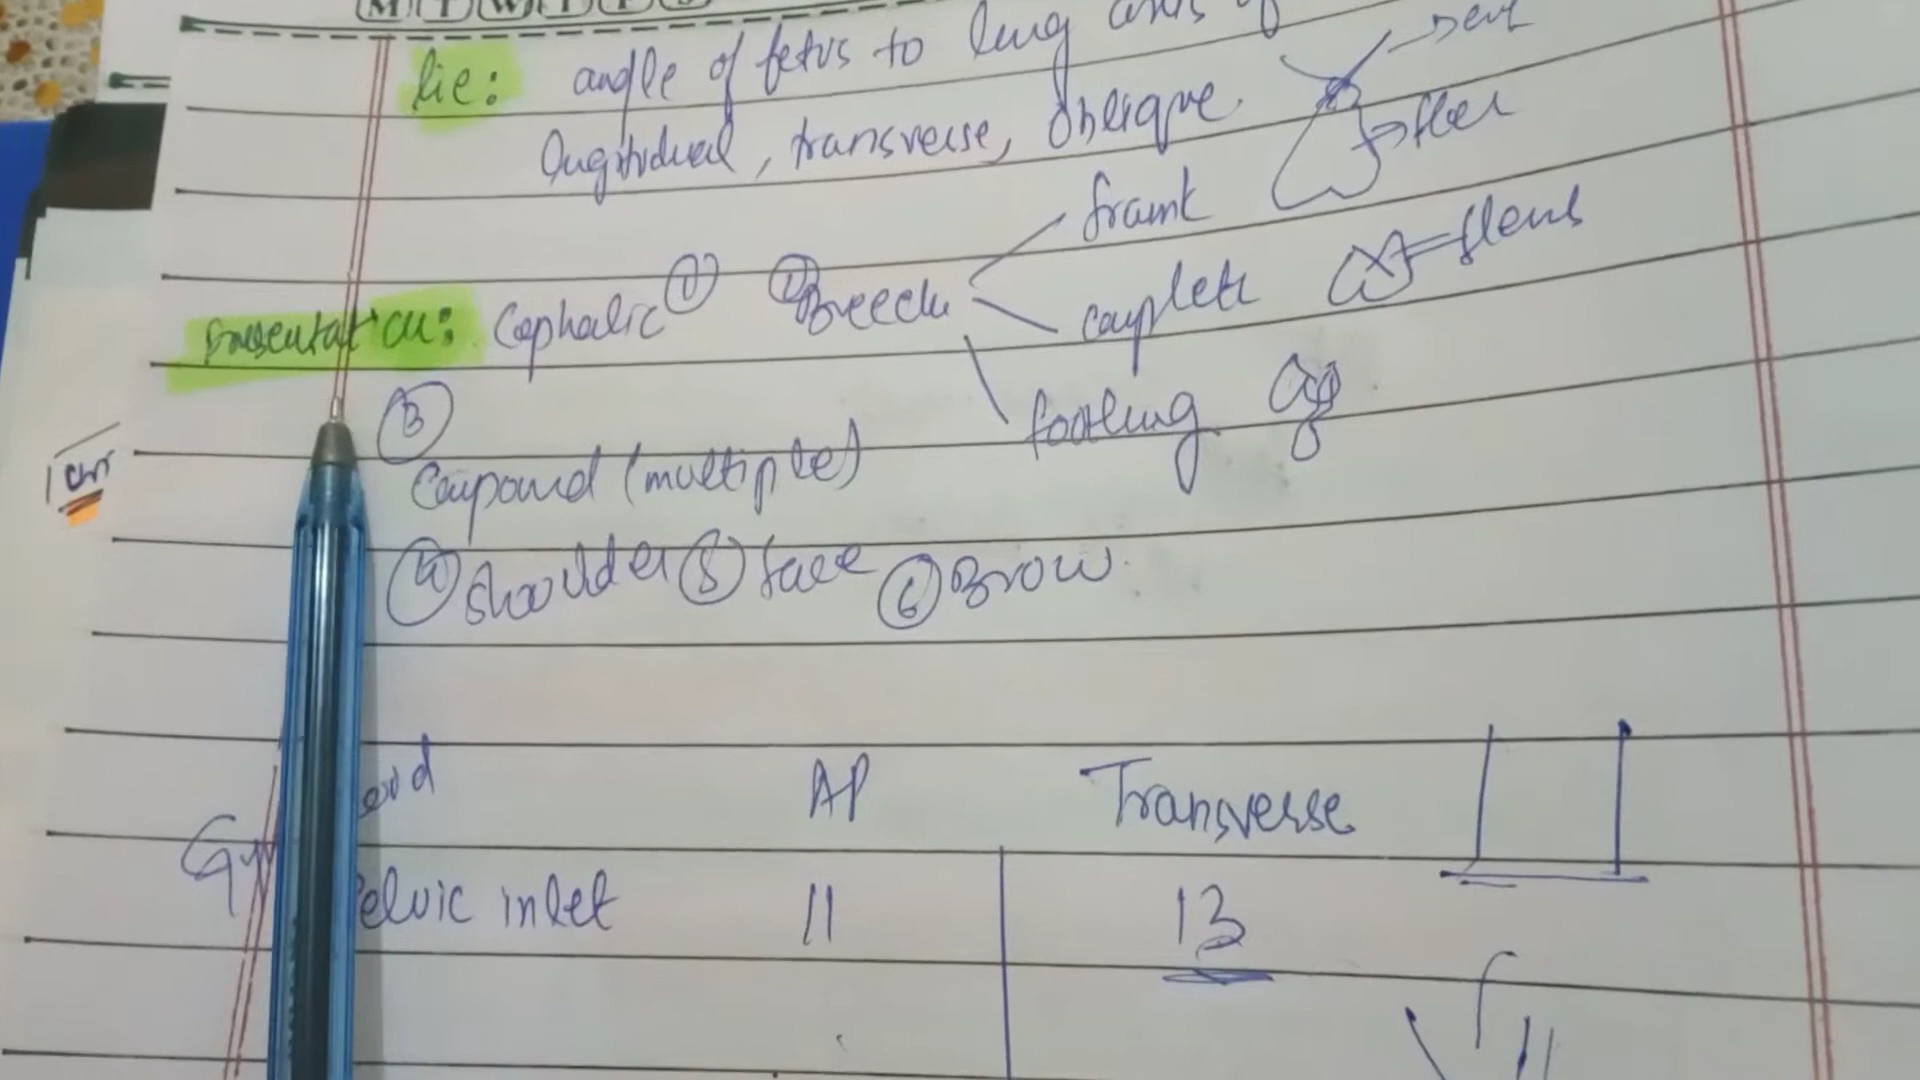 M T W T F S
lie: angle of fetus to long axis of
longitudinal, transverse, oblique.
frank
Presentation: Cephalic ① ② Breech
complete
③ footling
Compound (multiple)
④ shoulder ⑤ face ⑥ Brow.
AP Transverse
Pelvic inlet 11 13